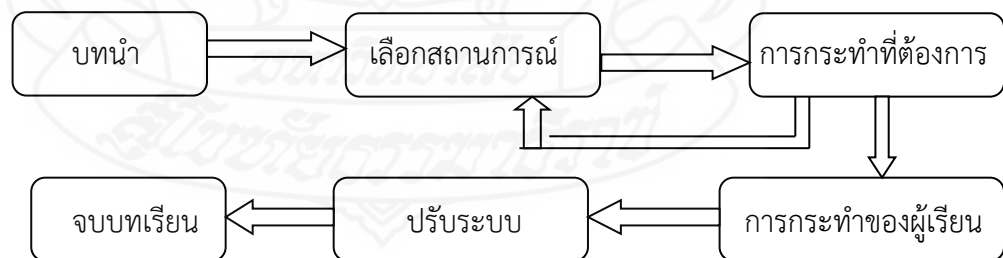 บทนำ
เลือกสถานการณ์
การกระทำที่ต้องการ
จบบทเรียน
ปรับระบบ
การกระทำของผู้เรียน